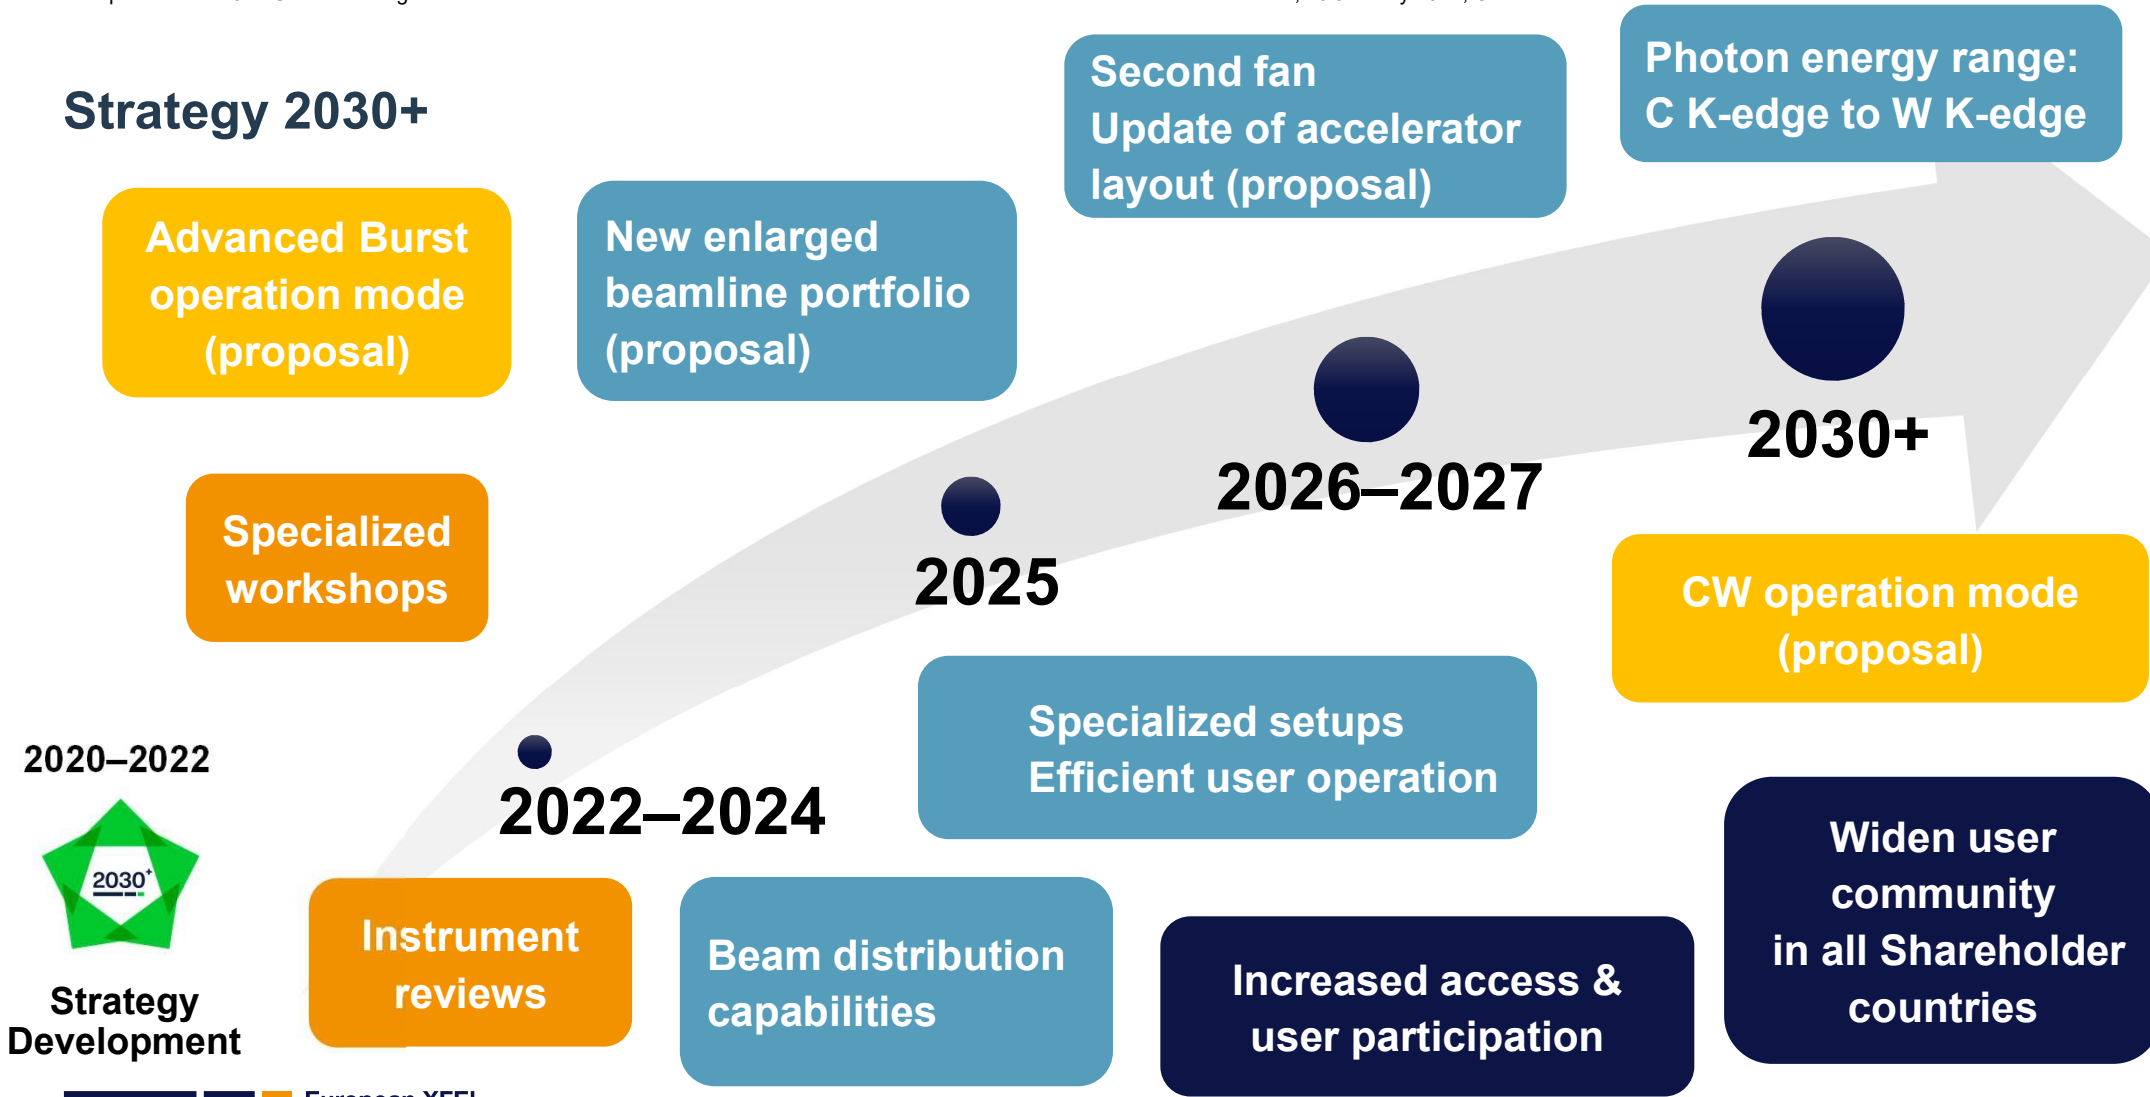 Strategy 2030+
Second fan
Update of accelerator
layout (proposal)
Photon energy range:
C K-edge to W K-edge
Advanced Burst
operation mode
(proposal)
New enlarged
beamline portfolio
(proposal)
2030+
2026–2027
Specialized
workshops
2025
CW operation mode
(proposal)
Specialized setups
Efficient user operation
2020–2022
2030+
Strategy
Development
2022–2024
Instrument
reviews
Beam distribution
capabilities
Increased access &
user participation
Widen user
community
in all Shareholder
countries
European XFEL